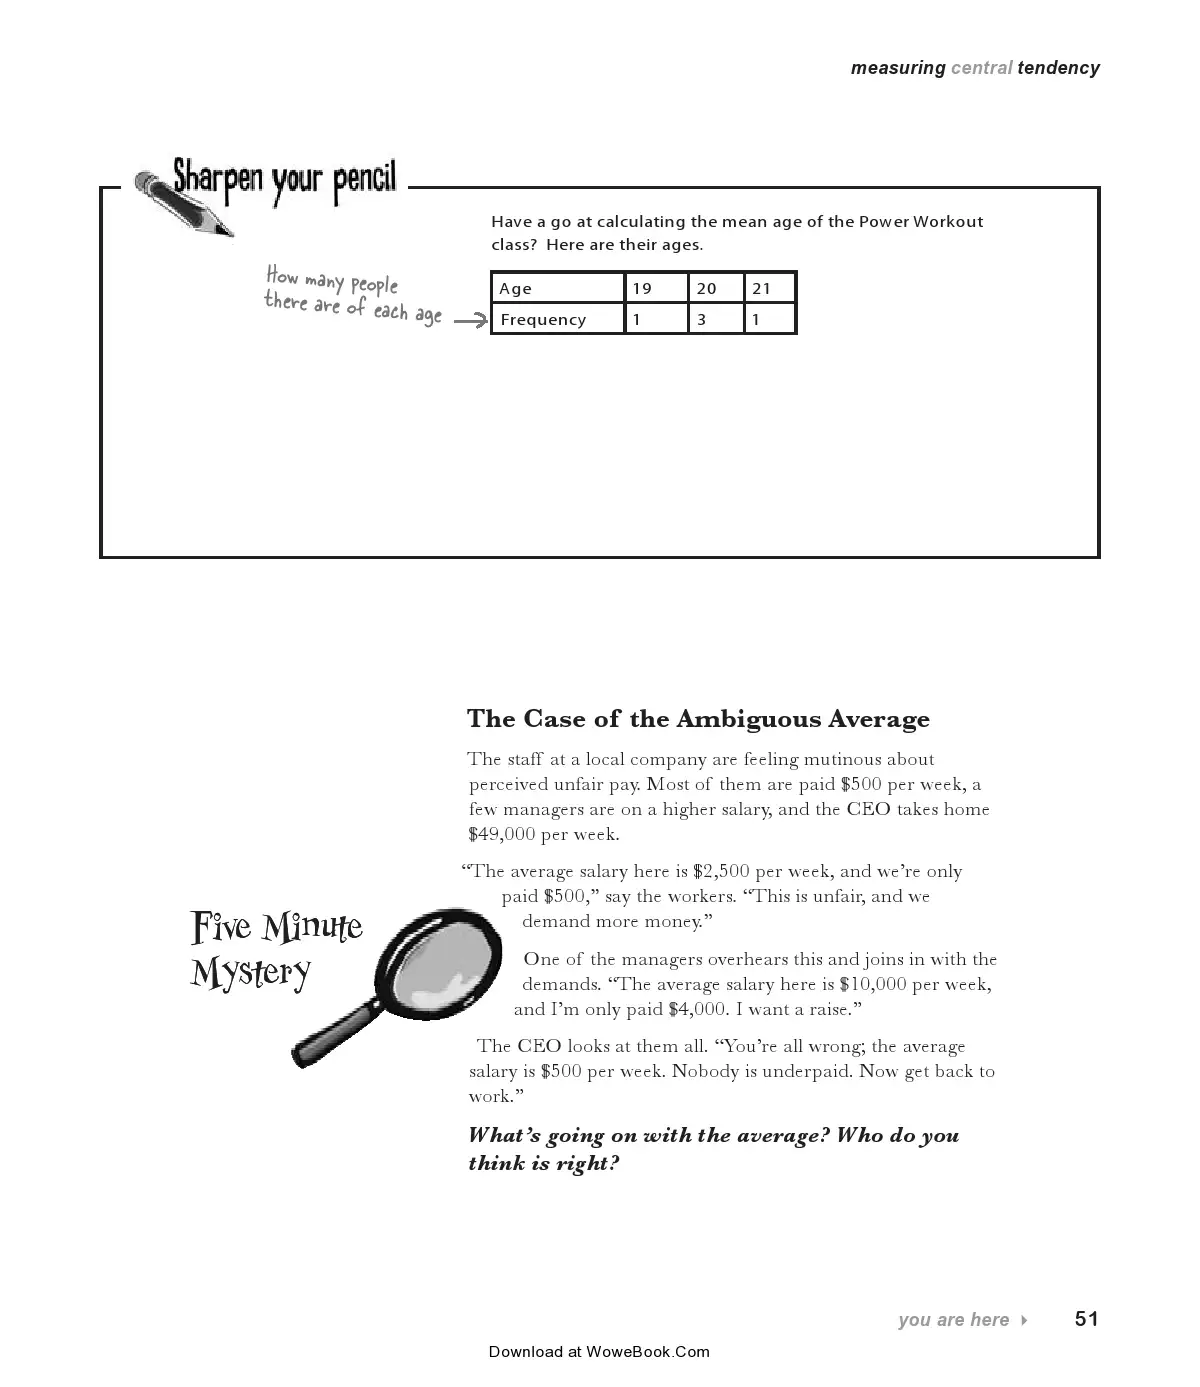 measuring central tendency
Sharpen your pencil
Have a go at calculating the mean age of the Power Workout
class? Here are their ages.
How many people
there are of each age
Age 19 20 21
Frequency 1 3 1
The Case of the Ambiguous Average
The staff at a local company are feeling mutinous about
perceived unfair pay. Most of them are paid $500 per week, a
few managers are on a higher salary, and the CEO takes home
$49,000 per week.
“The average salary here is $2,500 per week, and we’re only
paid $500,” say the workers. “This is unfair, and we
demand more money.”
Five Minute
Mystery
One of the managers overhears this and joins in with the
demands. “The average salary here is $10,000 per week,
and I’m only paid $4,000. I want a raise.”
The CEO looks at them all. “You’re all wrong; the average
salary is $500 per week. Nobody is underpaid. Now get back to
work.”
What’s going on with the average? Who do you
think is right?
you are here 51
Download at WoweBook.Com